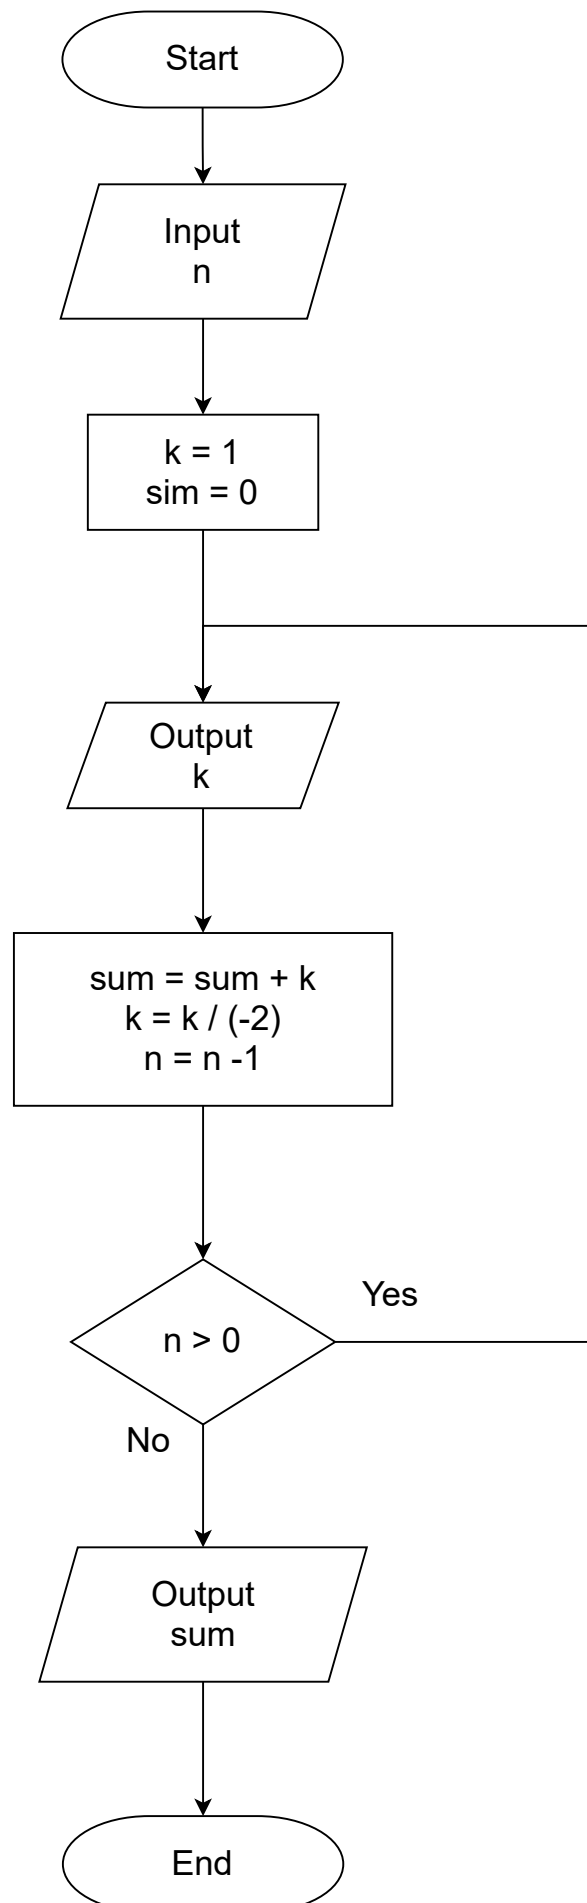 Start
Input
n
k = 1
sim = 0
Output
k
sum = sum + k
k = k / (-2)
n = n -1
Yes
n > 0
No
Output
sum
End